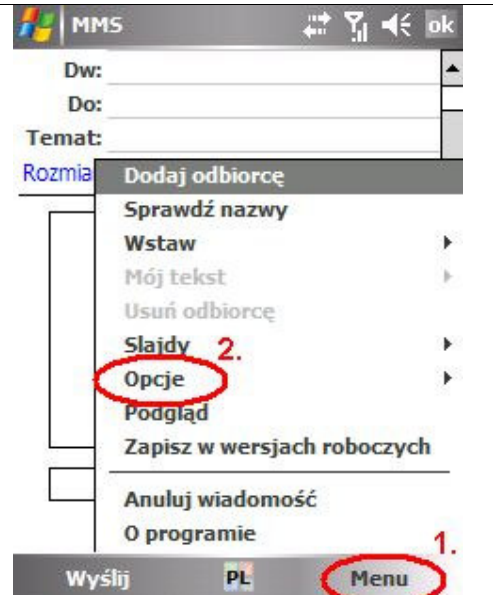 MMS ok
Dw:
Do:
Temat:
Rozmia
Dodaj odbiorcę
Sprawdź nazwy
Wstaw
Mój tekst
Usuń odbiorcę
Slajdy 2.
Opcje
Podgląd
Zapisz w wersjach roboczych
Anuluj wiadomość
O programie
1.
Wyślij PL Menu